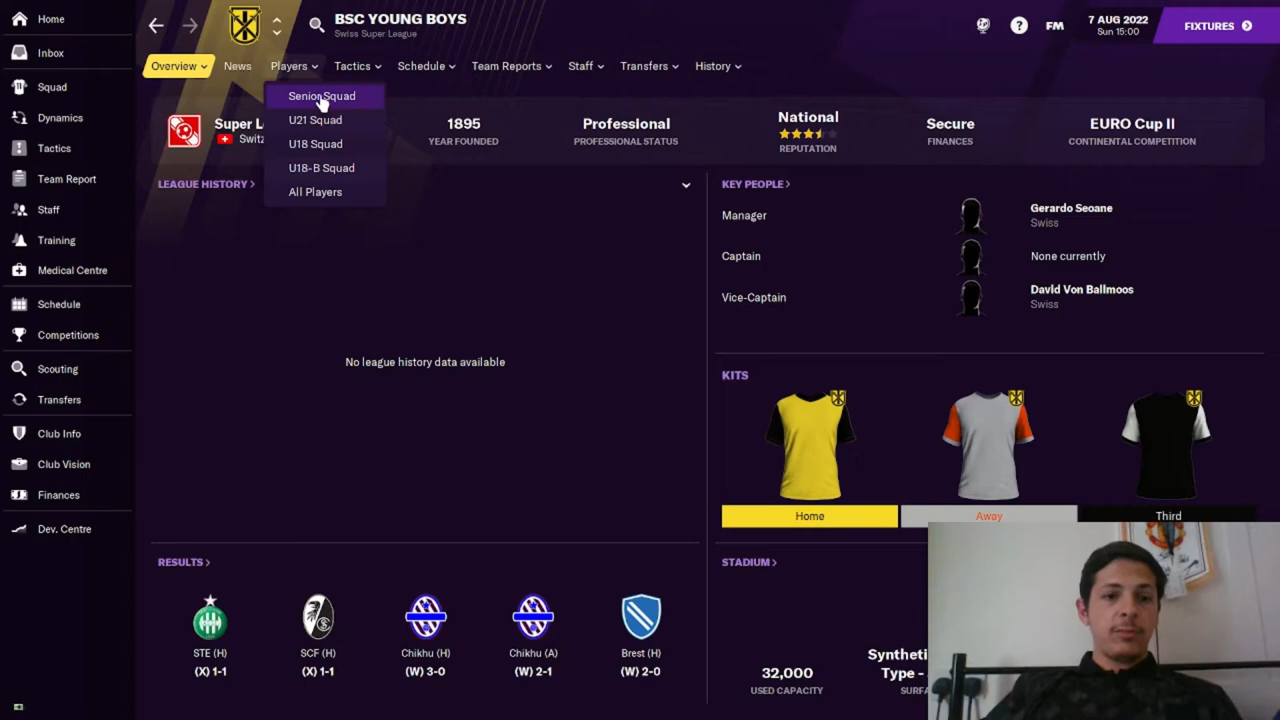 Home
Inbox
Squad
Dynamics
Tactics
Team Report
Staff
Training
Medical Centre
Schedule
Competitions
Scouting
Transfers
Club Info
Club Vision
Finances
Dev. Centre
BSC YOUNG BOYS
Swiss Super League
FM
7 AUG 2022
Sun 15:00
FIXTURES
Overview
News
Players
Tactics
Schedule
Team Reports
Staff
Transfers
History
Senior Squad
U21 Squad
U18 Squad
U18-B Squad
All Players
Super L
Switz
1895
YEAR FOUNDED
Professional
PROFESSIONAL STATUS
National
REPUTATION
Secure
FINANCES
EURO Cup II
CONTINENTAL COMPETITION
LEAGUE HISTORY >
No league history data available
KEY PEOPLE >
Manager
Gerardo Seoane
Swiss
Captain
None currently
Vice-Captain
David Von Ballmoos
Swiss
KITS
Home
Away
Third
RESULTS >
STE (H)
(X) 1-1
SCF (H)
(X) 1-1
Chikhu (H)
(W) 3-0
Chikhu (A)
(W) 2-1
Brest (H)
(W) 2-0
STADIUM >
32,000
USED CAPACITY
Syntheti
Type -
SURF